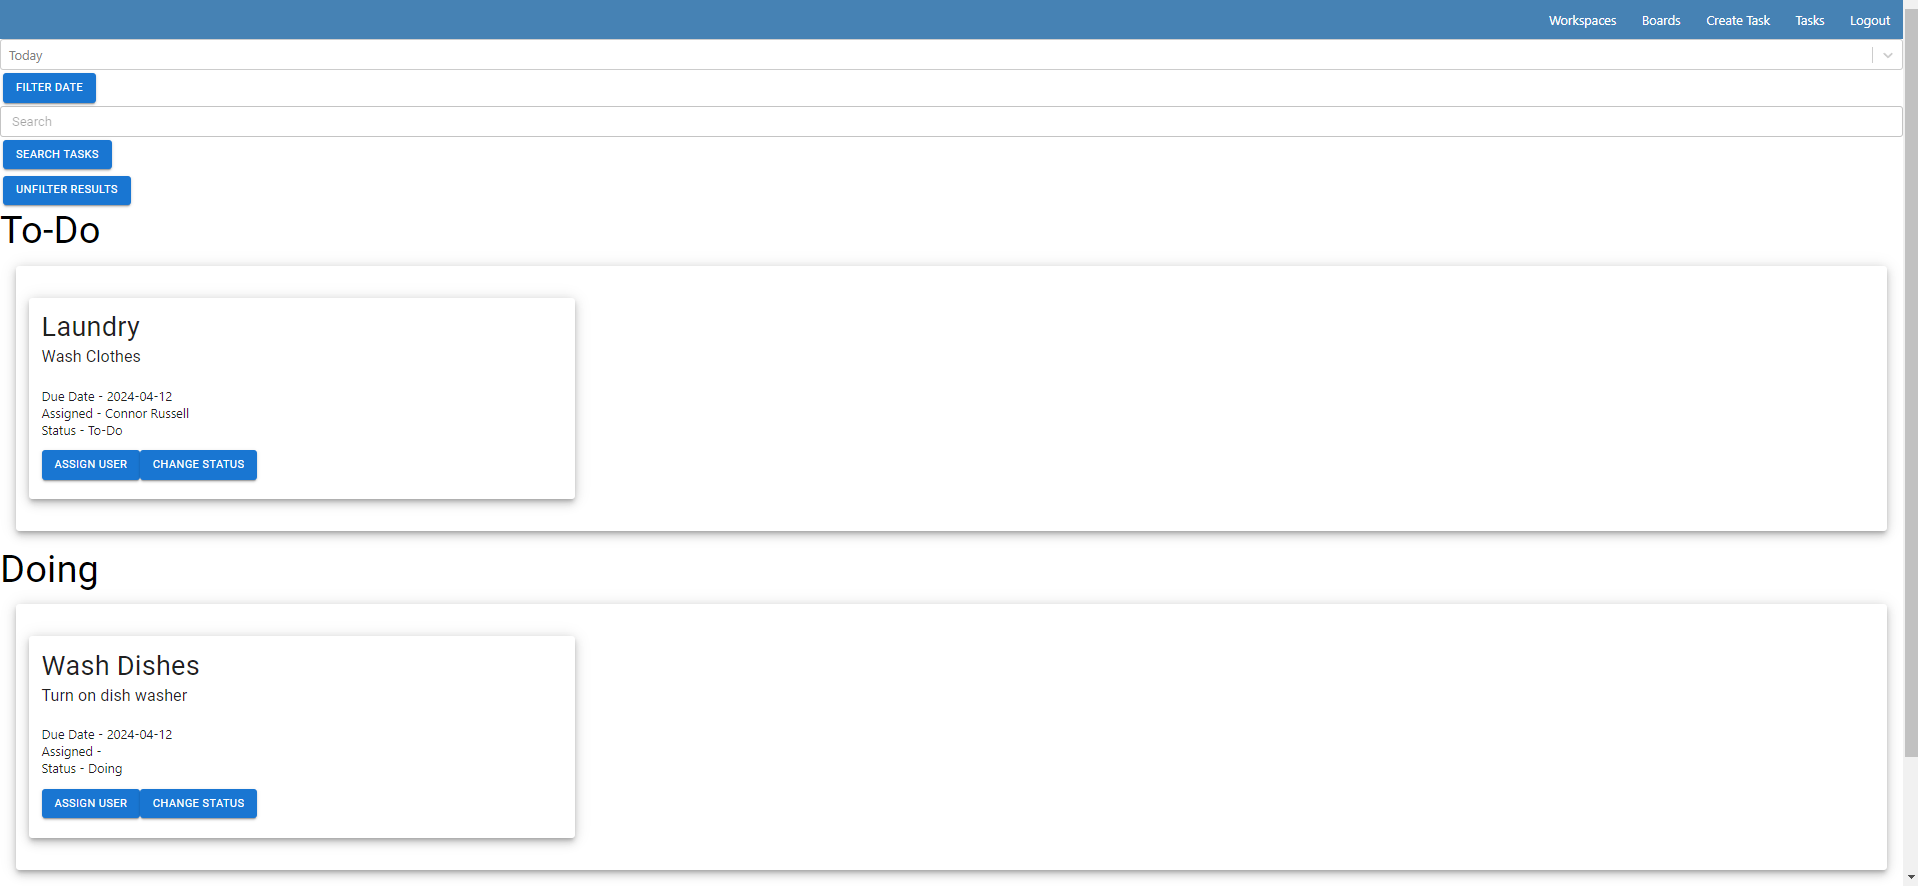 Workspaces Boards Create Task Tasks Logout
Today
FILTER DATE
Search
SEARCH TASKS
UNFILTER RESULTS
To-Do
Laundry
Wash Clothes
Due Date - 2024-04-12
Assigned - Connor Russell
Status - To-Do
ASSIGN USER CHANGE STATUS
Doing
Wash Dishes
Turn on dish washer
Due Date - 2024-04-12
Assigned -
Status - Doing
ASSIGN USER CHANGE STATUS